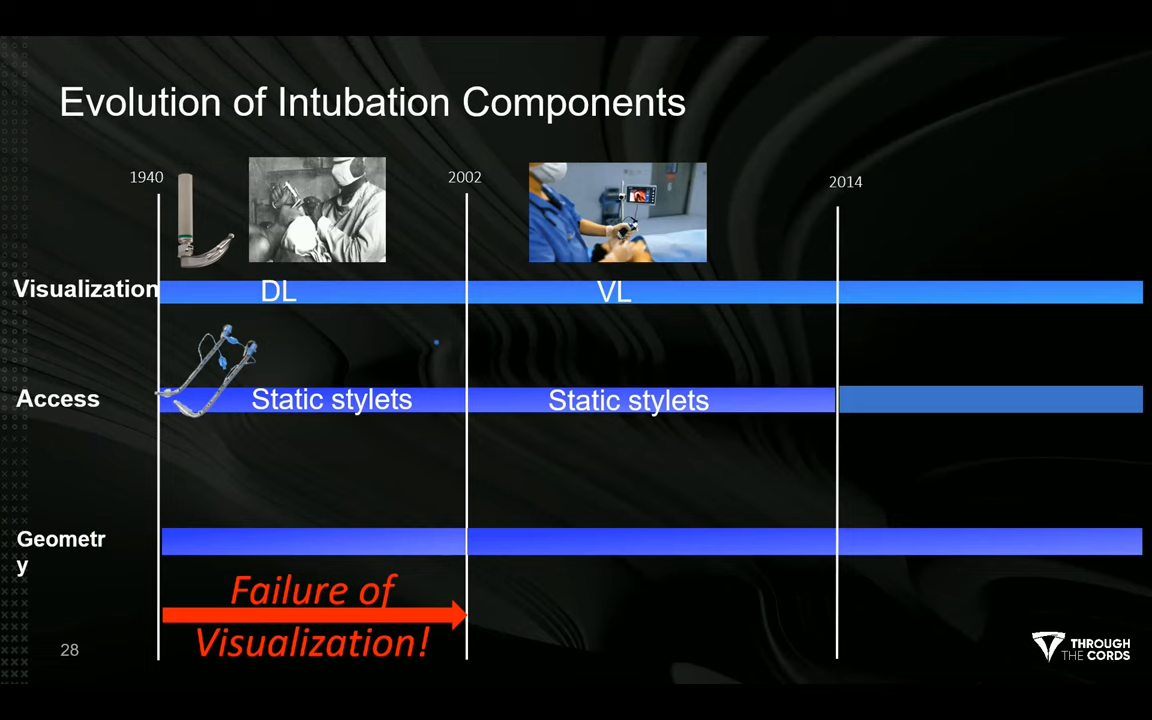 Evolution of Intubation Components
1940
2002
2014
Visualization
DL
VL
Access
Static stylets
Static stylets
Geometr
y
Failure of
Visualization!
28
THROUGH
THE CORDS